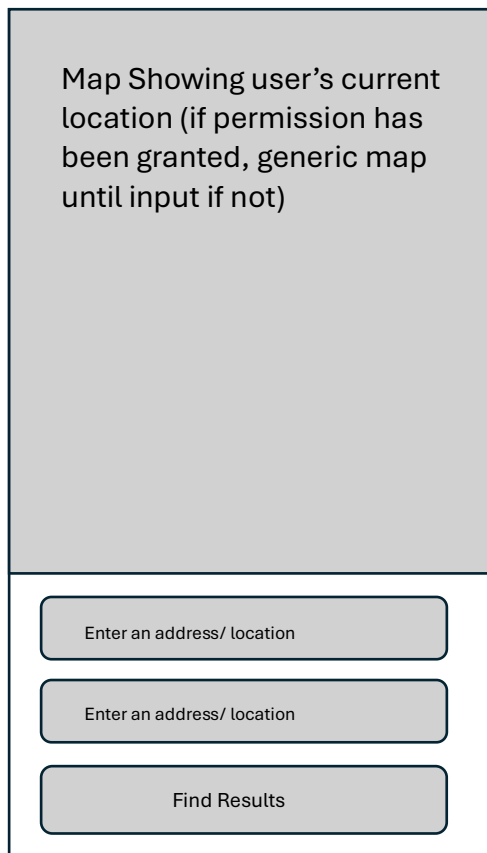 Map Showing user’s current
location (if permission has
been granted, generic map
until input if not)
Enter an address/ location
Enter an address/ location
Find Results